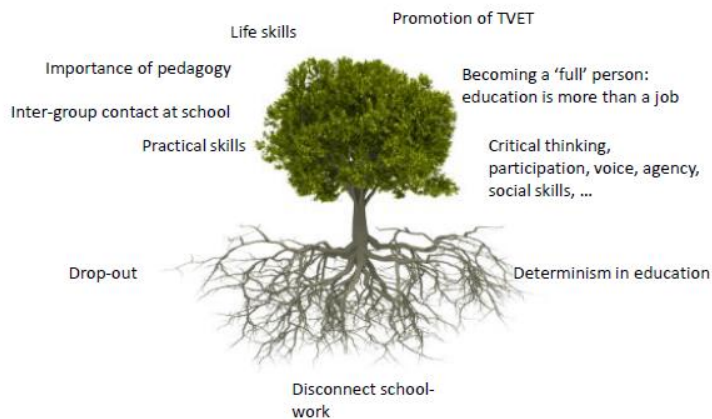 Promotion of TVET
Life skills
Importance of pedagogy
Becoming a ‘full’ person:
education is more than a job
Inter-group contact at school
Practical skills
Critical thinking,
participation, voice, agency,
social skills, ...
Drop-out
Determinism in education
Disconnect school-
work